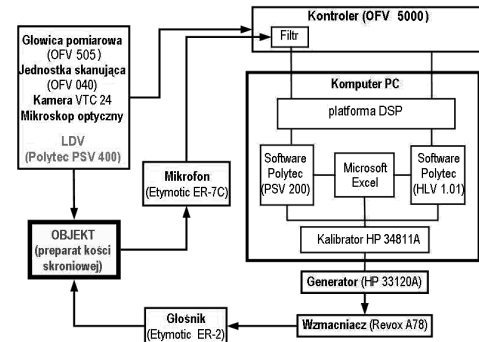 Kontroler (OFV 5000)
Filtr
Głowica pomiarowa
(OFV 505)
Jednostka skanująca
(OFV 040)
Kamera VTC 24
Mikroskop optyczny
LDV
(Polytec PSV 400)
Komputer PC
platforma DSP
Software
Polytec
(PSV 200)
Microsoft
Excel
Software
Polytec
(HLV 1.01)
Kalibrator HP 34811A
Mikrofon
(Etymotic ER-7C)
OBJEKT
(preparat kości
skroniowej)
Generator (HP 33120A)
Głośnik
(Etymotic ER-2)
Wzmacniacz (Revox A78)